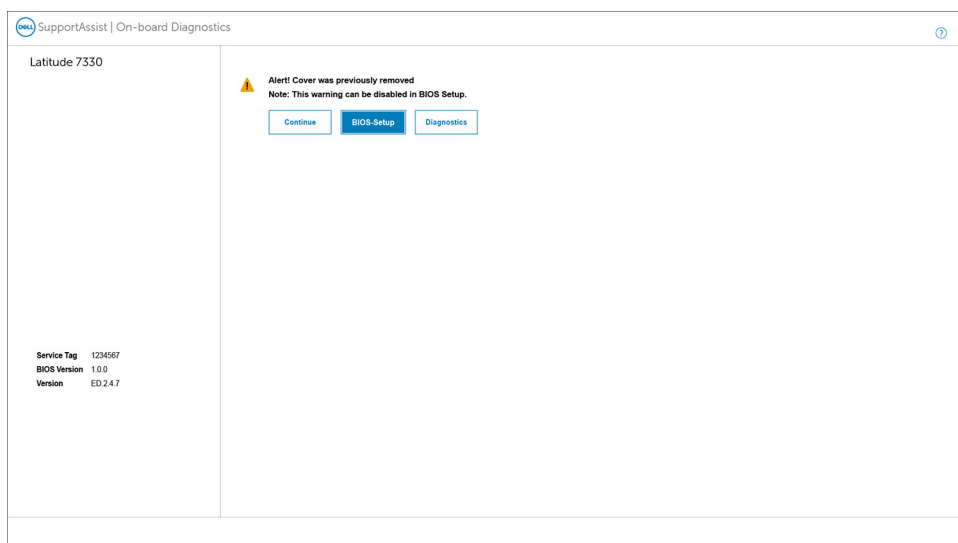 DELL SupportAssist | On-board Diagnostics
?
Latitude 7330
Alert! Cover was previously removed
Note: This warning can be disabled in BIOS Setup.
Continue BIOS-Setup Diagnostics
Service Tag 1234567
BIOS Version 1.0.0
Version ED.2.4.7